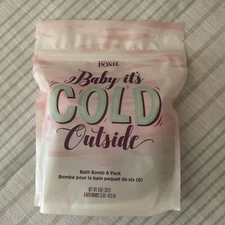 POSH
Baby it's
COLD
Outside
Bath Bomb 6 Pack
Bombe pour le bain paquet de six (6)